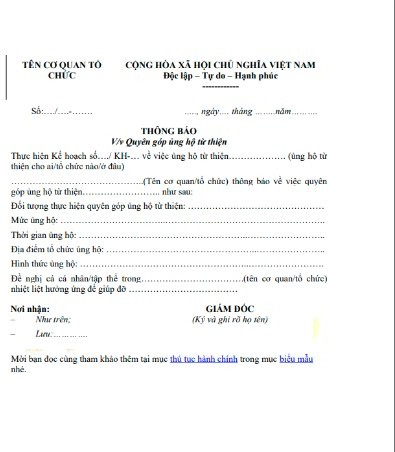 TÊN CƠ QUAN TỔ CHỨC
CỘNG HÒA XÃ HỘI CHỦ NGHĨA VIỆT NAM
Độc lập – Tự do – Hạnh phúc
------------
Số:…./…..-…….
….., ngày… tháng ……..năm……….
THÔNG BÁO
V/v Quyên góp ủng hộ từ thiện
Thực hiện Kế hoạch số…./ KH-… về việc ủng hộ từ thiện………………. (ủng hộ từ
thiện cho ai/tổ chức nào/ở đâu)
………………………………………(Tên cơ quan/tổ chức) thông báo về việc quyên
góp ủng hộ từ thiện…………………….. như sau:
Đối tượng thực hiện quyên góp ủng hộ từ thiện: ………………………………………
Mức ủng hộ: ……………………………………………………………………………
Thời gian ủng hộ: ………………………………………………………………………..
Địa điểm tổ chức ủng hộ: ………………………………………………………………..
Hình thức ủng hộ: ………………………………………………………………………
Đề nghị cá cá nhân/tập thể trong……………………………(tên cơ quan/tổ chức)
nhiệt liệt hưởng ứng để giúp đỡ ………………………………
Nơi nhận:
GIÁM ĐỐC
– Như trên;
(Ký và ghi rõ họ tên)
– Lưu:…………
Mời bạn đọc cùng tham khảo thêm tại mục thủ tục hành chính trong mục biểu mẫu
nhé.